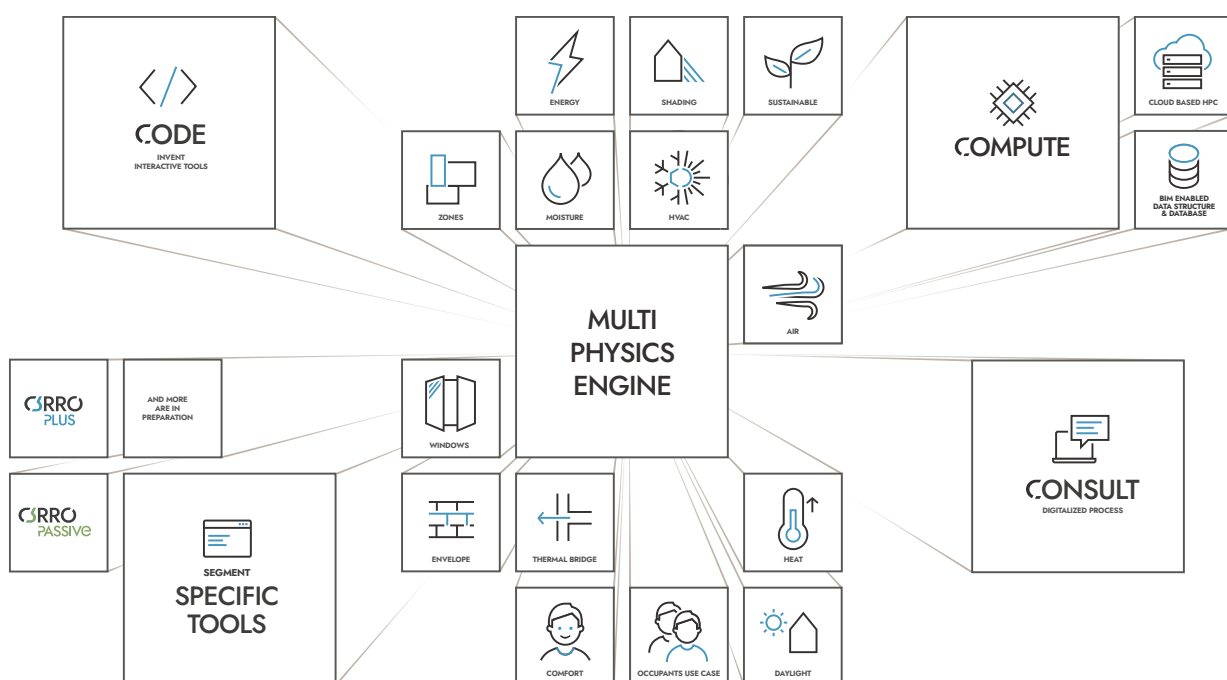 CODE
INVENT
INTERACTIVE TOOLS
ENERGY
SHADING
SUSTAINABLE
COMPUTE
CLOUD BASED HPC
ZONES
MOISTURE
HVAC
BIM ENABLED
DATA STRUCTURE
& DATABASE
MULTI
PHYSICS
ENGINE
AIR
C3RRO
PLUS
AND MORE
ARE IN
PREPARATION
WINDOWS
CONSULT
DIGITALIZED PROCESS
C3RRO
PASSIVe
SEGMENT
SPECIFIC
TOOLS
ENVELOPE
THERMAL BRIDGE
HEAT
COMFORT
OCCUPANTS USE CASE
DAYLIGHT